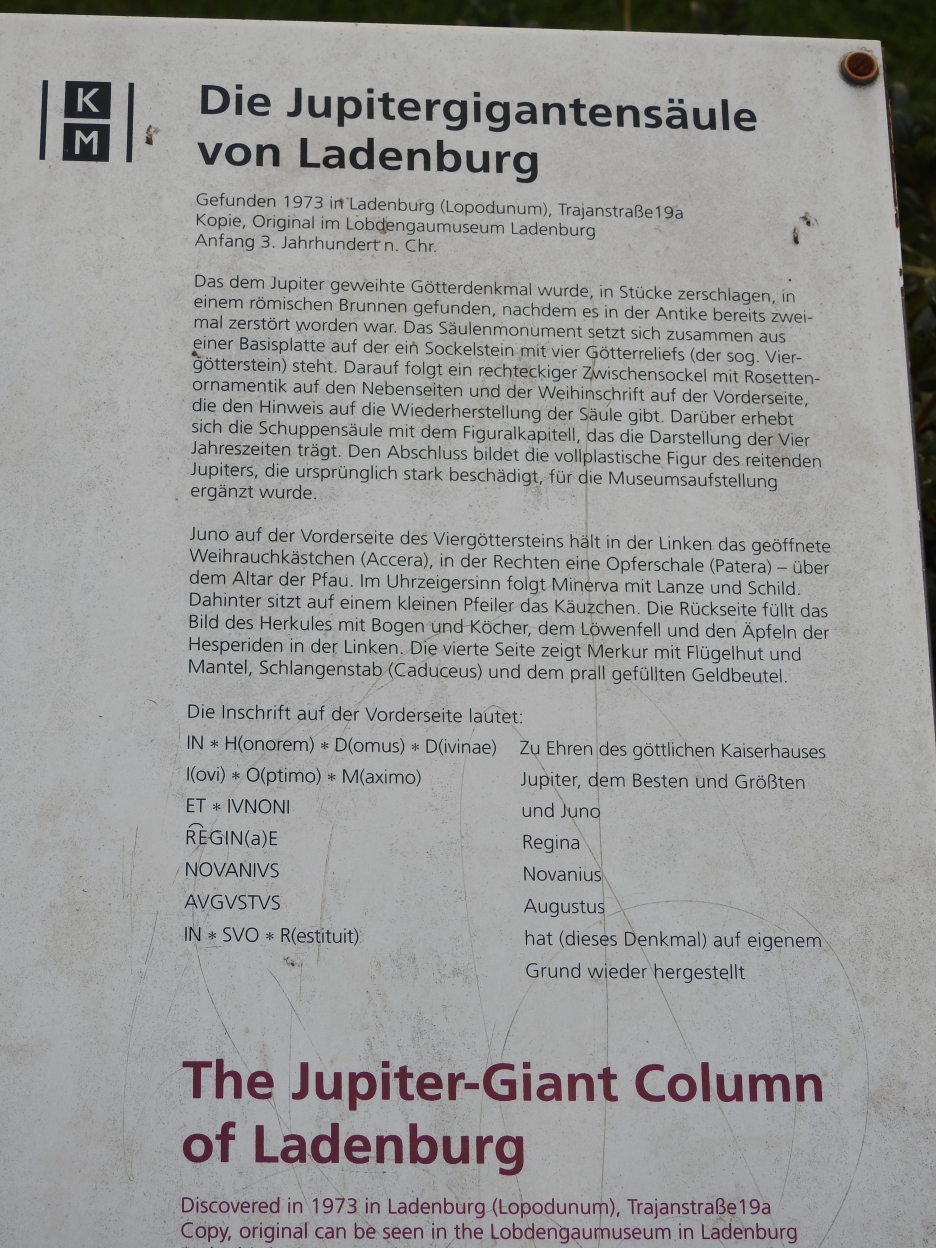 K
M
Die Jupitergigantensäule
von Ladenburg
Gefunden 1973 in Ladenburg (Lopodunum), Trajanstraße19a
Kopie, Original im Lobdengaumuseum Ladenburg
Anfang 3. Jahrhundert n. Chr.
Das dem Jupiter geweihte Götterdenkmal wurde, in Stücke zerschlagen, in
einem römischen Brunnen gefunden, nachdem es in der Antike bereits zwei-
mal zerstört worden war. Das Säulenmonument setzt sich zusammen aus
einer Basisplatte auf der ein Sockelstein mit vier Götterreliefs (der sog. Vier-
götterstein) steht. Darauf folgt ein rechteckiger Zwischensockel mit Rosetten-
ornamentik auf den Nebenseiten und der Weihinschrift auf der Vorderseite,
die den Hinweis auf die Wiederherstellung der Säule gibt. Darüber erhebt
sich die Schuppensäule mit dem Figuralkapitell, das die Darstellung der Vier
Jahreszeiten trägt. Den Abschluss bildet die vollplastische Figur des reitenden
Jupiters, die ursprünglich stark beschädigt, für die Museumsaufstellung
ergänzt wurde.
Juno auf der Vorderseite des Viergöttersteins hält in der Linken das geöffnete
Weihrauchkästchen (Accera), in der Rechten eine Opferschale (Patera) – über
dem Altar der Pfau. Im Uhrzeigersinn folgt Minerva mit Lanze und Schild.
Dahinter sitzt auf einem kleinen Pfeiler das Käuzchen. Die Rückseite füllt das
Bild des Herkules mit Bogen und Köcher, dem Löwenfell und den Äpfeln der
Hesperiden in der Linken. Die vierte Seite zeigt Merkur mit Flügelhut und
Mantel, Schlangenstab (Caduceus) und dem prall gefüllten Geldbeutel.
Die Inschrift auf der Vorderseite lautet:
IN * H(onorem) * D(omus) * D(ivinae) Zu Ehren des göttlichen Kaiserhauses
I(ovi) * O(ptimo) * M(aximo) Jupiter, dem Besten und Größten
ET * IVNONI und Juno
REGIN(a)E Regina
NOVANIVS Novanius
AVGVSTVS Augustus
IN * SVO * R(estituit) hat (dieses Denkmal) auf eigenem
Grund wieder hergestellt
The Jupiter-Giant Column
of Ladenburg
Discovered in 1973 in Ladenburg (Lopodunum), Trajanstraße19a
Copy, original can be seen in the Lobdengaumuseum in Ladenburg